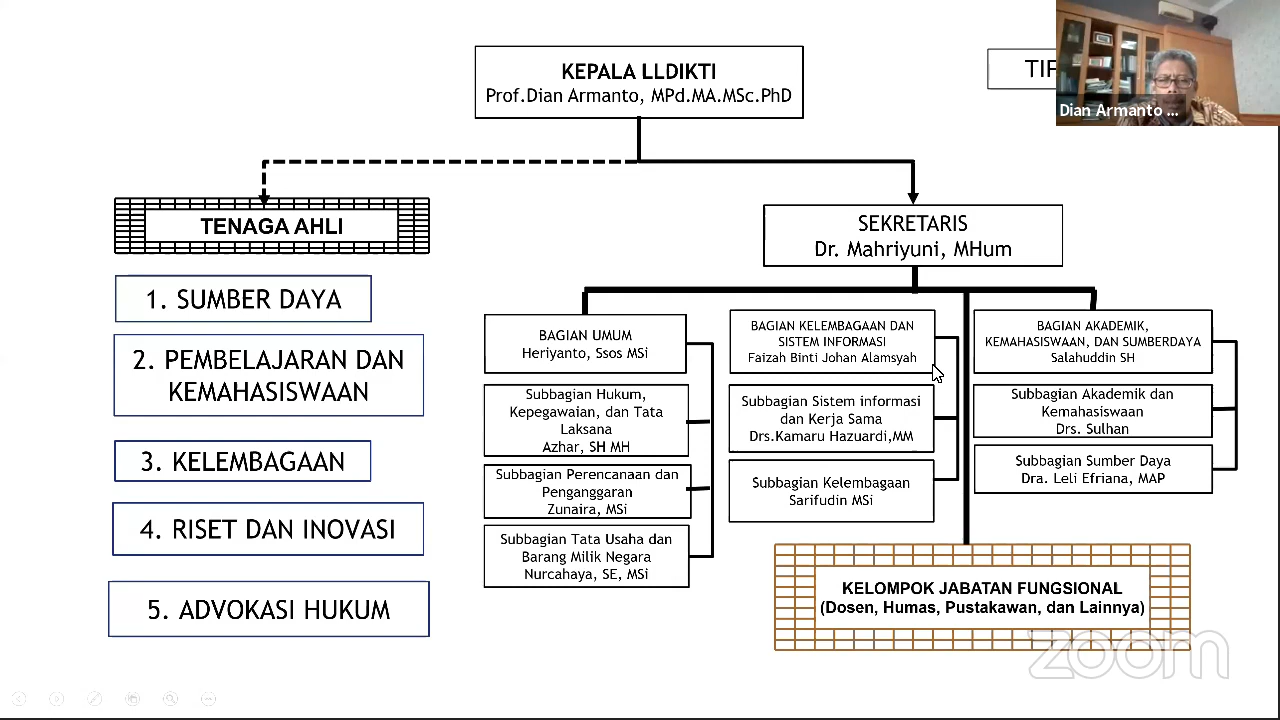 KEPALA LLDIKTI
Prof.Dian Armanto, MPd.MA.MSc.PhD
Dian Armanto ...
TENAGA AHLI
1. SUMBER DAYA
2. PEMBELAJARAN DAN
KEMAHASISWAAN
3. KELEMBAGAAN
4. RISET DAN INOVASI
5. ADVOKASI HUKUM
SEKRETARIS
Dr. Mahriyuni, MHum
BAGIAN UMUM
Heriyanto, Ssos MSi
Subbagian Hukum,
Kepegawaian, dan Tata
Laksana
Azhar, SH MH
Subbagian Perencanaan dan
Penganggaran
Zunaira, MSi
Subbagian Tata Usaha dan
Barang Milik Negara
Nurcahaya, SE, MSi
BAGIAN KELEMBAGAAN DAN
SISTEM INFORMASI
Faizah Binti Johan Alamsyah
Subbagian Sistem informasi
dan Kerja Sama
Drs.Kamaru Hazuardi,MM
Subbagian Kelembagaan
Sarifudin MSi
BAGIAN AKADEMIK,
KEMAHASISWAAN, DAN SUMBERDAYA
Salahuddin SH
Subbagian Akademik dan
Kemahasiswaan
Drs. Sulhan
Subbagian Sumber Daya
Dra. Leli Efriana, MAP
KELOMPOK JABATAN FUNGSIONAL
(Dosen, Humas, Pustakawan, dan Lainnya)
zoom